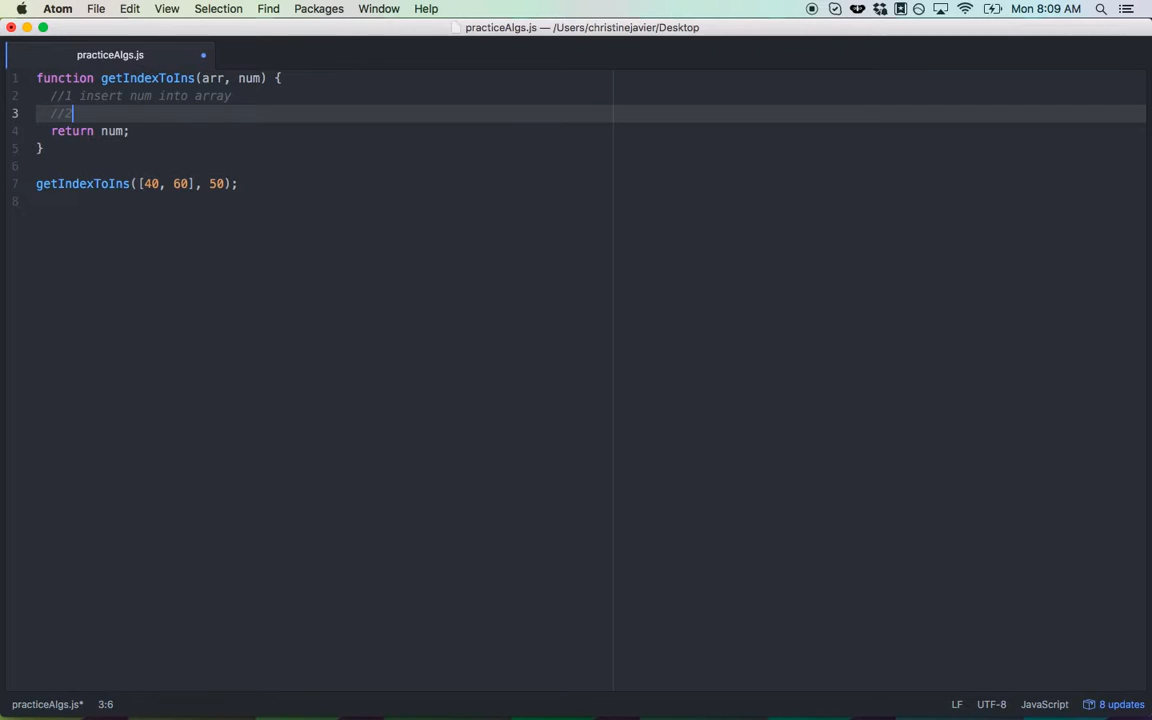 Atom File Edit View Selection Find Packages Window Help Mon 8:09 AM
practiceAlgs.js — /Users/christinejavier/Desktop
practiceAlgs.js
1 function getIndexToIns(arr, num) {
2 //1 insert num into array
3 //2
4 return num;
5 }
6
7 getIndexToIns([40, 60], 50);
8
practiceAlgs.js* 3:6 LF UTF-8 JavaScript 8 updates